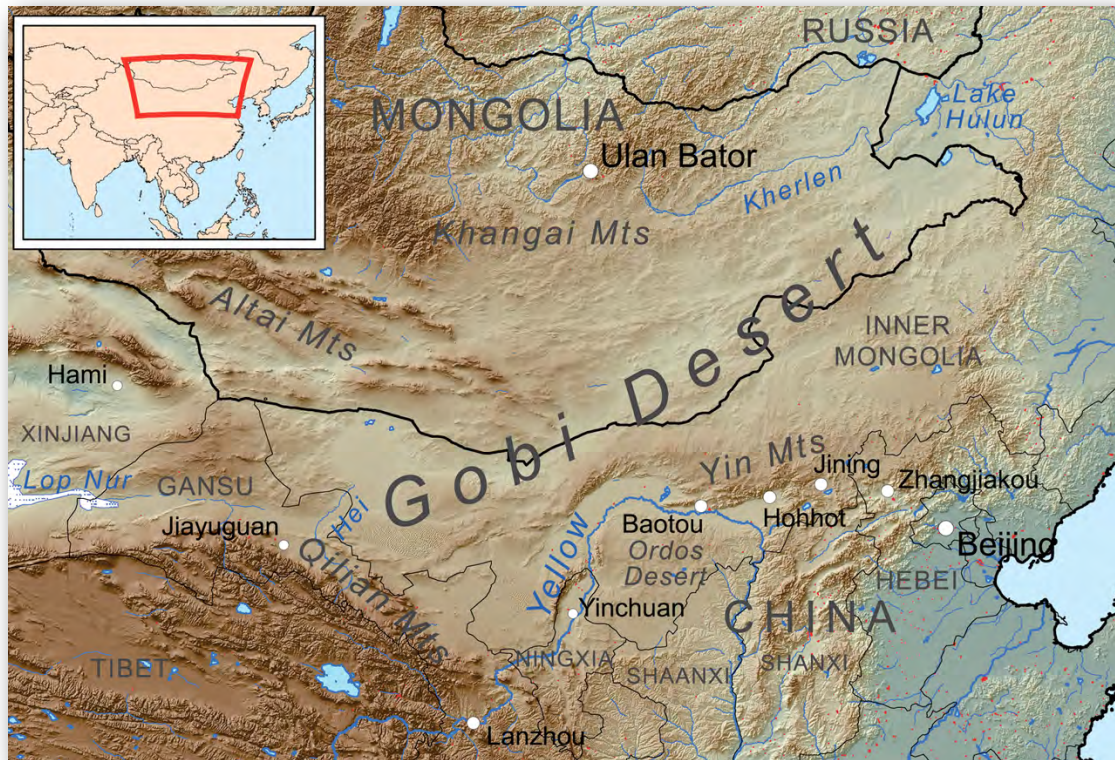 RUSSIA
MONGOLIA
Lake
Hulun
Ulan Bator
Kherlen
Khangai Mts
Altai Mts
Gobi Desert
INNER
MONGOLIA
Hami
XINJIANG
Lop Nur
GANSU
Jiayuguan
Hei
Qilian Mts
Yin Mts
Jining
Zhangjiakou
Baotou
Hohhot
Beijing
Ordos
Desert
Yellow
HEBEI
Yinchuan
CHINA
TIBET
NINGXIA
SHAANXI
SHANXI
Lanzhou